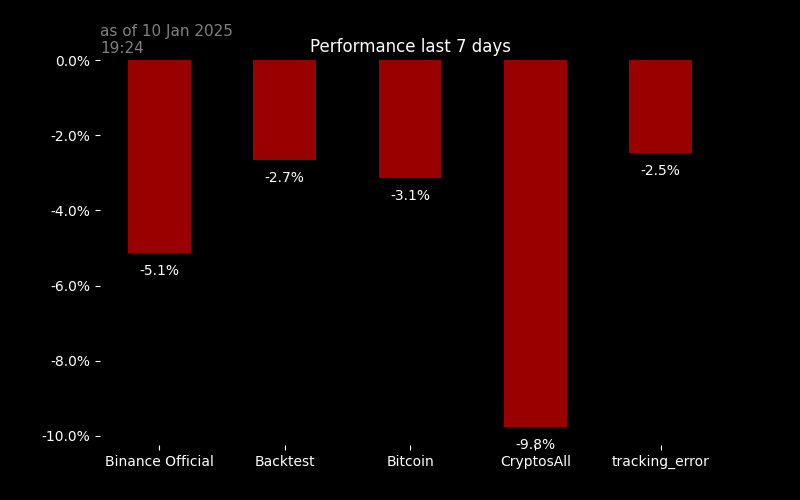 as of 10 Jan 2025
19:24
Performance last 7 days
0.0%
-2.0%
-4.0%
-6.0%
-8.0%
-10.0%
-5.1%
-2.7%
-3.1%
-9.8%
-2.5%
Binance Official
Backtest
Bitcoin
CryptosAll
tracking_error